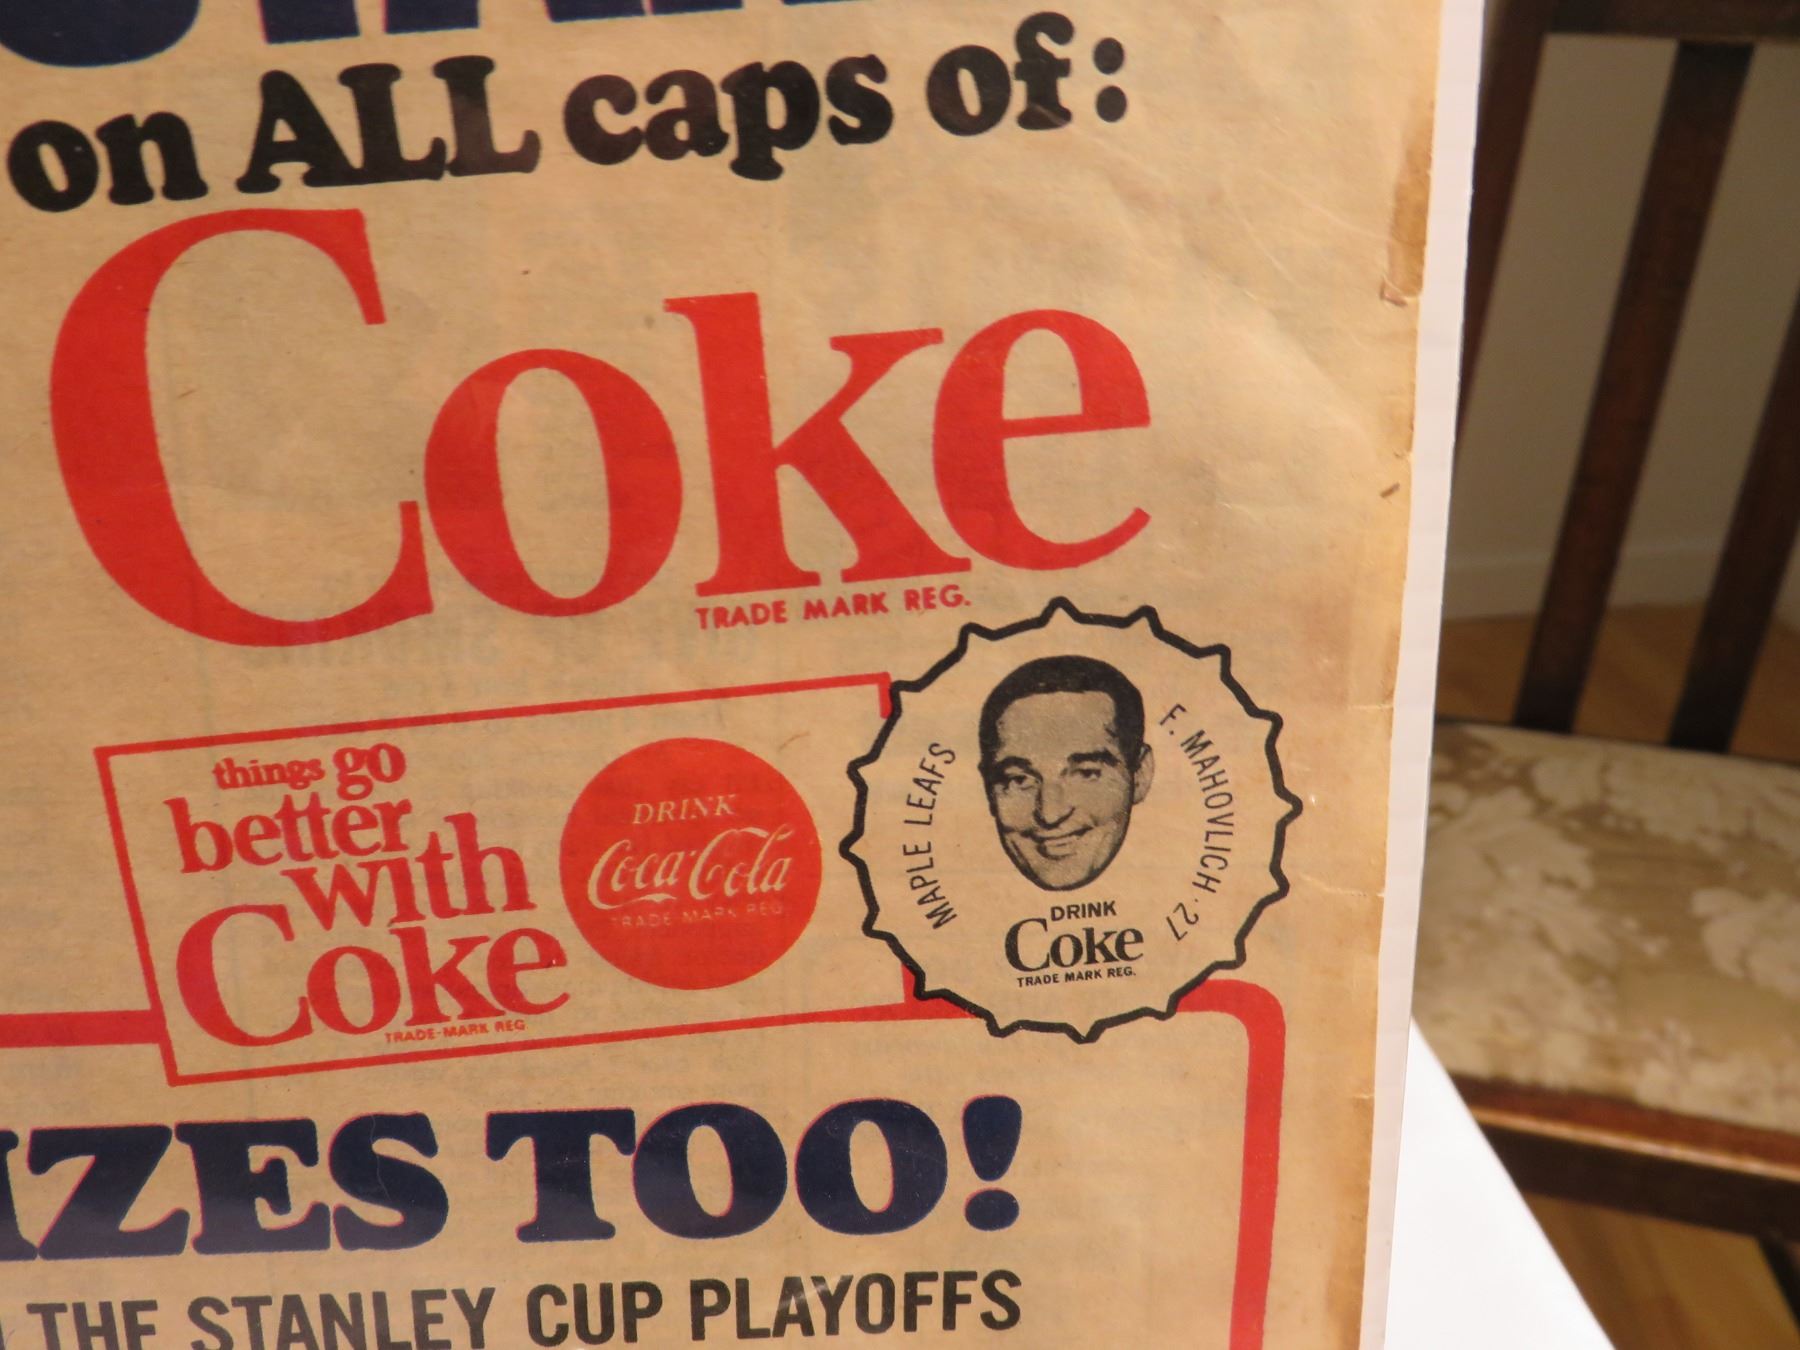 on ALL caps of:
Coke
TRADE MARK REG.
things go
better
with
Coke
TRADE-MARK REG.
DRINK
Coca-Cola
TRADE-MARK REG.
MAPLE LEAFS
F. MAHOVLICH·27
DRINK
Coke
TRADE MARK REG.
IZES TOO!
THE STANLEY CUP PLAYOFFS